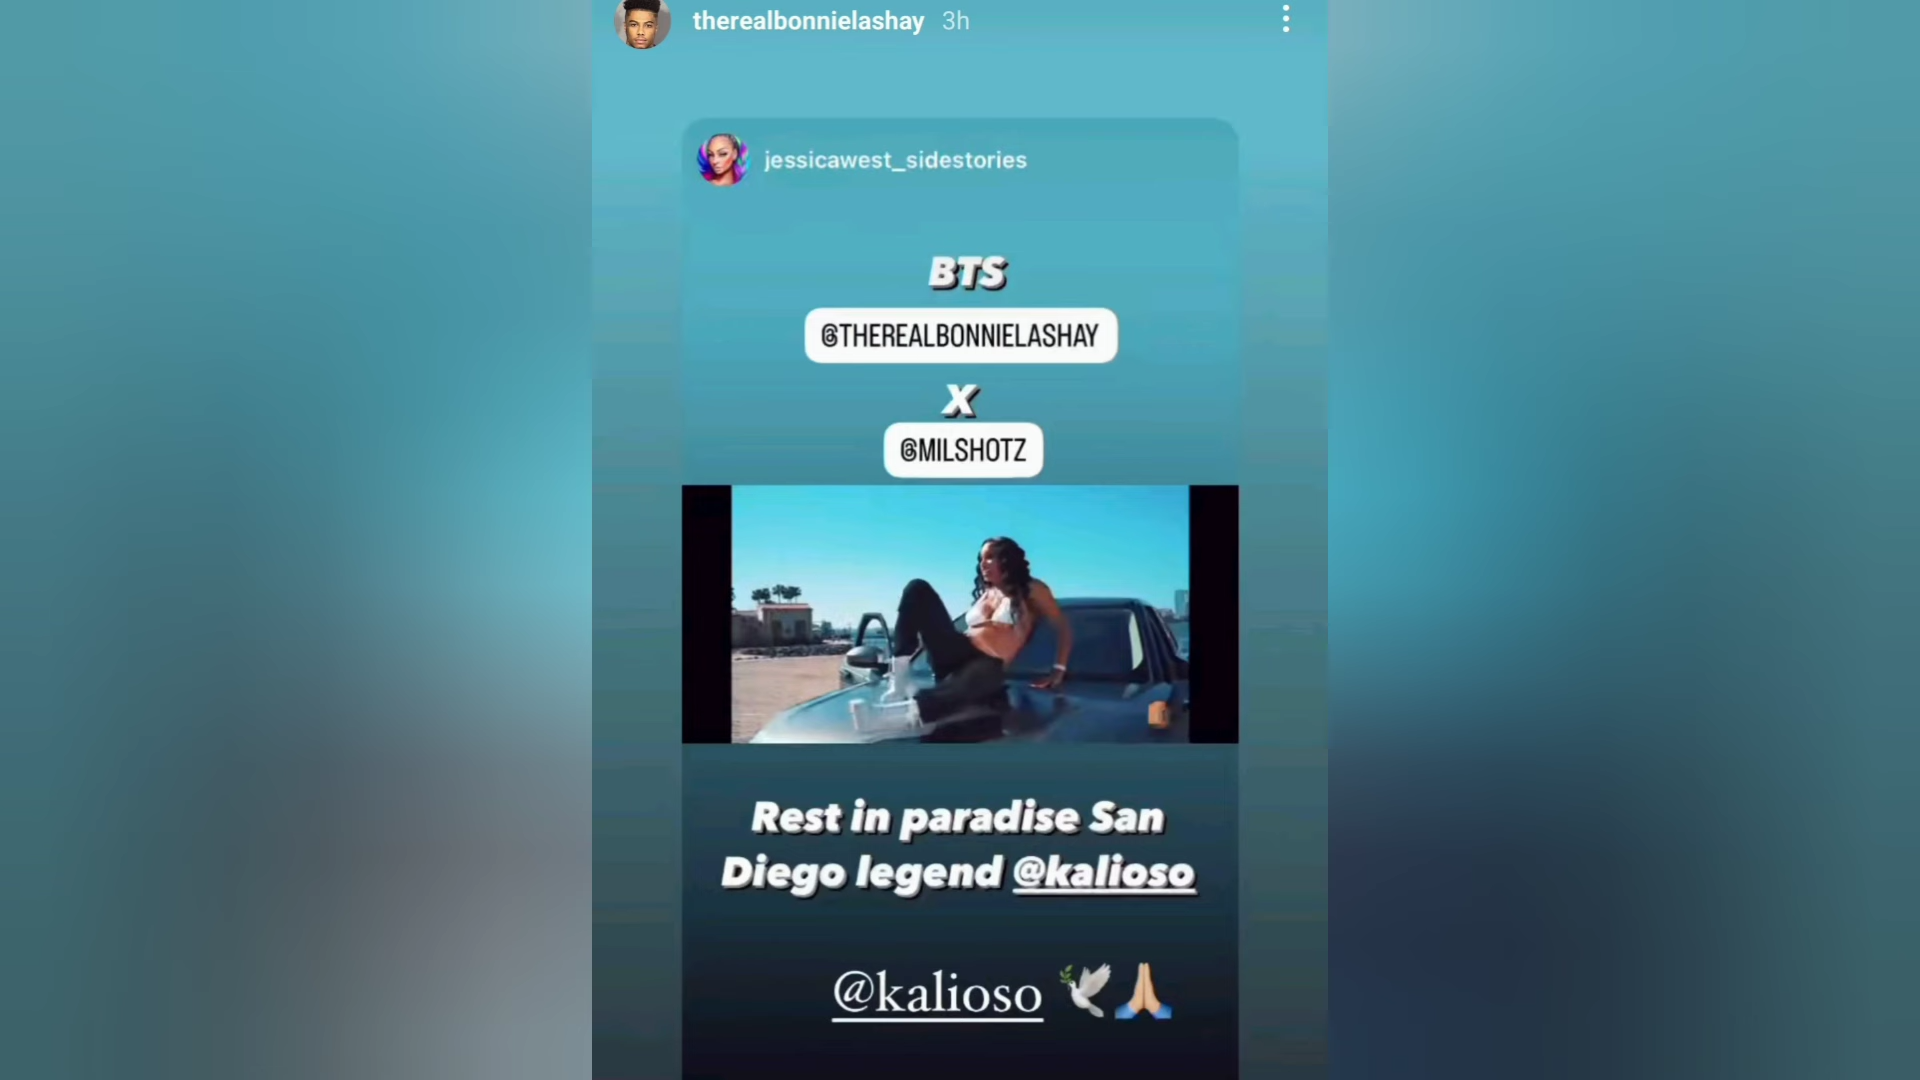 therealbonnielashay 3h
jessicawest_sidestories
BTS
@THEREALBONNIELASHAY
X
@MILSHOTZ
Rest in paradise San
Diego legend @kalioso
@kalioso